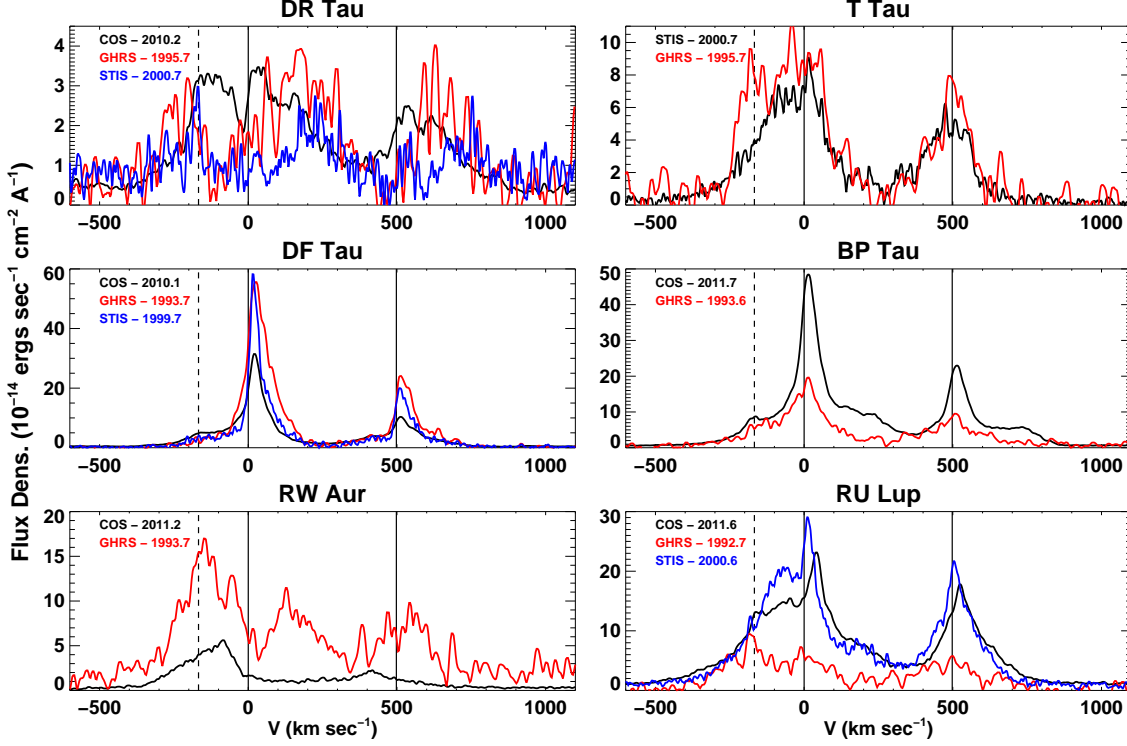 DR Tau
T Tau
COS − 2010.2
GHRS − 1995.7
STIS − 2000.7
STIS − 2000.7
GHRS − 1995.7
4
3
2
1
0
10
8
6
4
2
0
−500 0 500 1000
−500 0 500 1000
DF Tau
BP Tau
COS − 2010.1
GHRS − 1993.7
STIS − 1999.7
COS − 2011.7
GHRS − 1993.6
60
40
20
0
50
40
30
20
10
0
−500 0 500 1000
−500 0 500 1000
RW Aur
RU Lup
COS − 2011.2
GHRS − 1993.7
COS − 2011.6
GHRS − 1992.7
STIS − 2000.6
20
15
10
5
0
30
20
10
0
−500 0 500 1000
−500 0 500 1000
V (km sec⁻¹)
V (km sec⁻¹)
Flux Dens. (10⁻¹⁴ ergs sec⁻¹ cm⁻² A⁻¹)